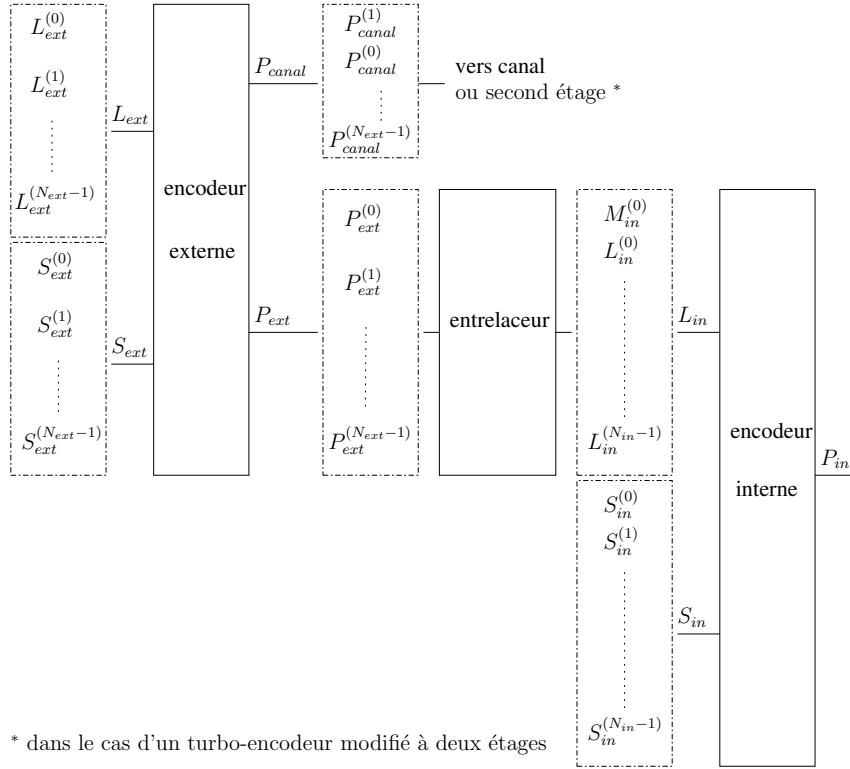 L_{ext}^{(0)}
L_{ext}^{(1)}
L_{ext}^{(N_{ext}-1)}
S_{ext}^{(0)}
S_{ext}^{(1)}
S_{ext}^{(N_{ext}-1)}
L_{ext}
S_{ext}
encodeur
externe
P_{canal}
P_{ext}
P_{canal}^{(1)}
P_{canal}^{(0)}
P_{canal}^{(N_{ext}-1)}
vers canal
ou second étage *
P_{ext}^{(0)}
P_{ext}^{(1)}
P_{ext}^{(N_{ext}-1)}
entrelaceur
M_{in}^{(0)}
L_{in}^{(0)}
L_{in}^{(N_{in}-1)}
S_{in}^{(0)}
S_{in}^{(1)}
S_{in}^{(N_{in}-1)}
L_{in}
S_{in}
encodeur
interne
P_{in}
* dans le cas d'un turbo-encodeur modifié à deux étages